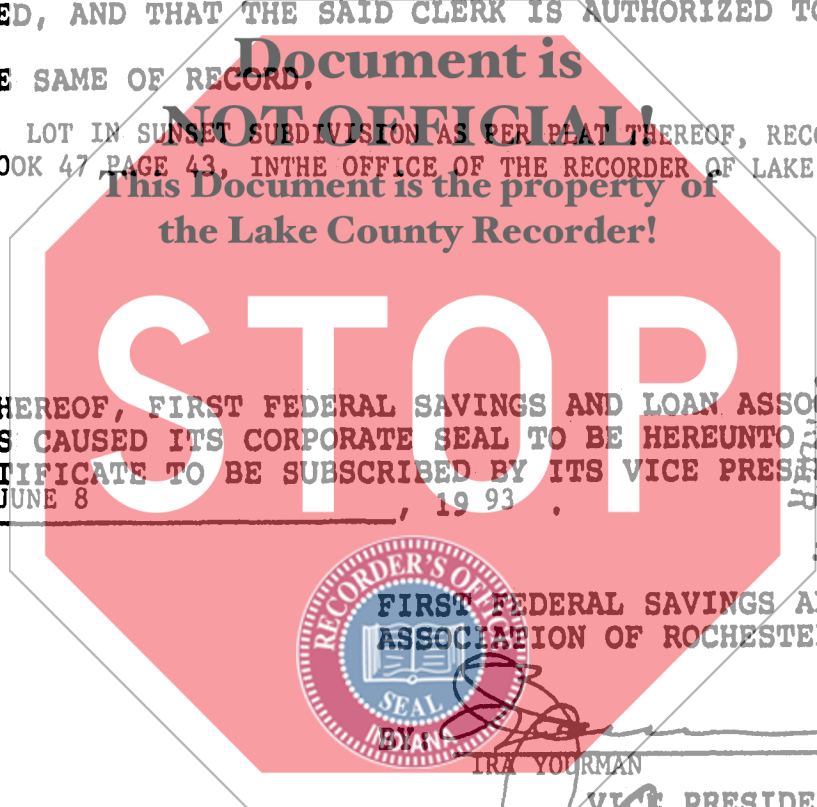 ED, AND THAT THE SAID CLERK IS AUTHORIZED TO
Document is
E SAME OF RECORD.
NOT OFFICIAL!
LOT IN SUNSET SUBDIVISION AS PER PLAT THEREOF, RECO
OOK 47 PAGE 43, INTHE OFFICE OF THE RECORDER OF LAKE
This Document is the property of
the Lake County Recorder!
STOP
HEREOF, FIRST FEDERAL SAVINGS AND LOAN ASSO
S CAUSED ITS CORPORATE SEAL TO BE HEREUNTO
TIFICATE TO BE SUBSCRIBED BY ITS VICE PRES
JUNE 8, 19 93.
RECORDER'S OFFICE
FIRST FEDERAL SAVINGS A
ASSOCIATION OF ROCHESTE
SEAL
INDIANA
BY:
IRA YOURMAN
VICE PRESIDE